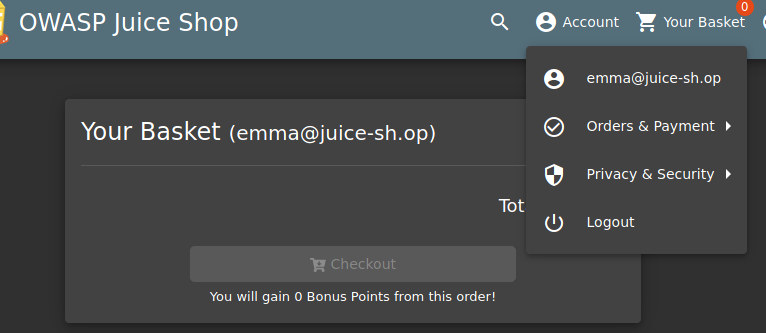 OWASP Juice Shop
Account
Your Basket
0
emma@juice-sh.op
Orders & Payment
Privacy & Security
Logout
Your Basket (emma@juice-sh.op)
Checkout
You will gain 0 Bonus Points from this order!